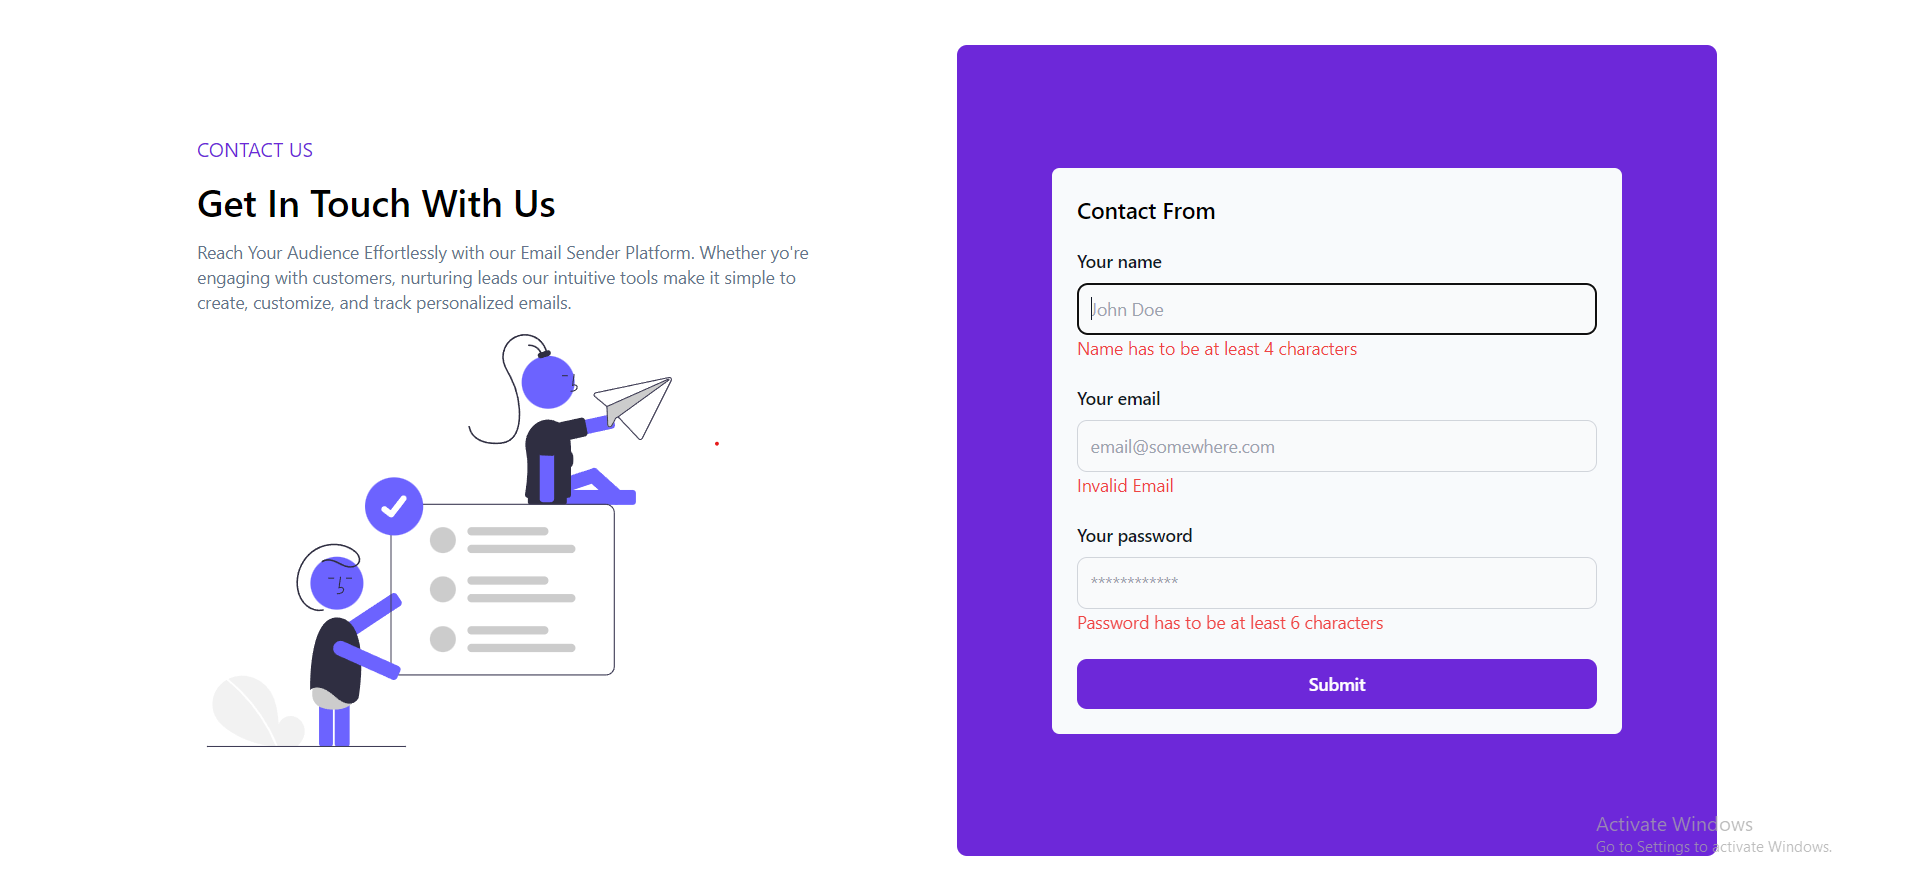 CONTACT US
Get In Touch With Us
Reach Your Audience Effortlessly with our Email Sender Platform. Whether yo're
engaging with customers, nurturing leads our intuitive tools make it simple to
create, customize, and track personalized emails.
Contact From
Your name
John Doe
Name has to be at least 4 characters
Your email
email@somewhere.com
Invalid Email
Your password
************
Password has to be at least 6 characters
Submit
Activate Windows
Go to Settings to activate Windows.